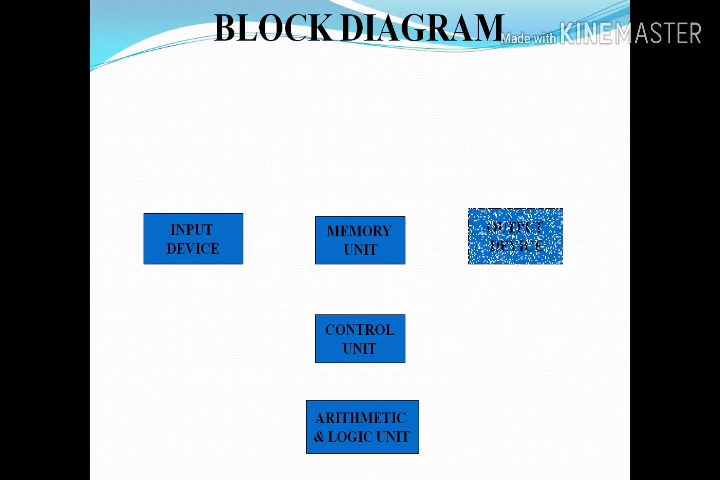 BLOCK DIAGRAM
Made with KINEMASTER
INPUT
DEVICE
MEMORY
UNIT
OUTPUT
DEVICE
CONTROL
UNIT
ARITHMETIC
& LOGIC UNIT